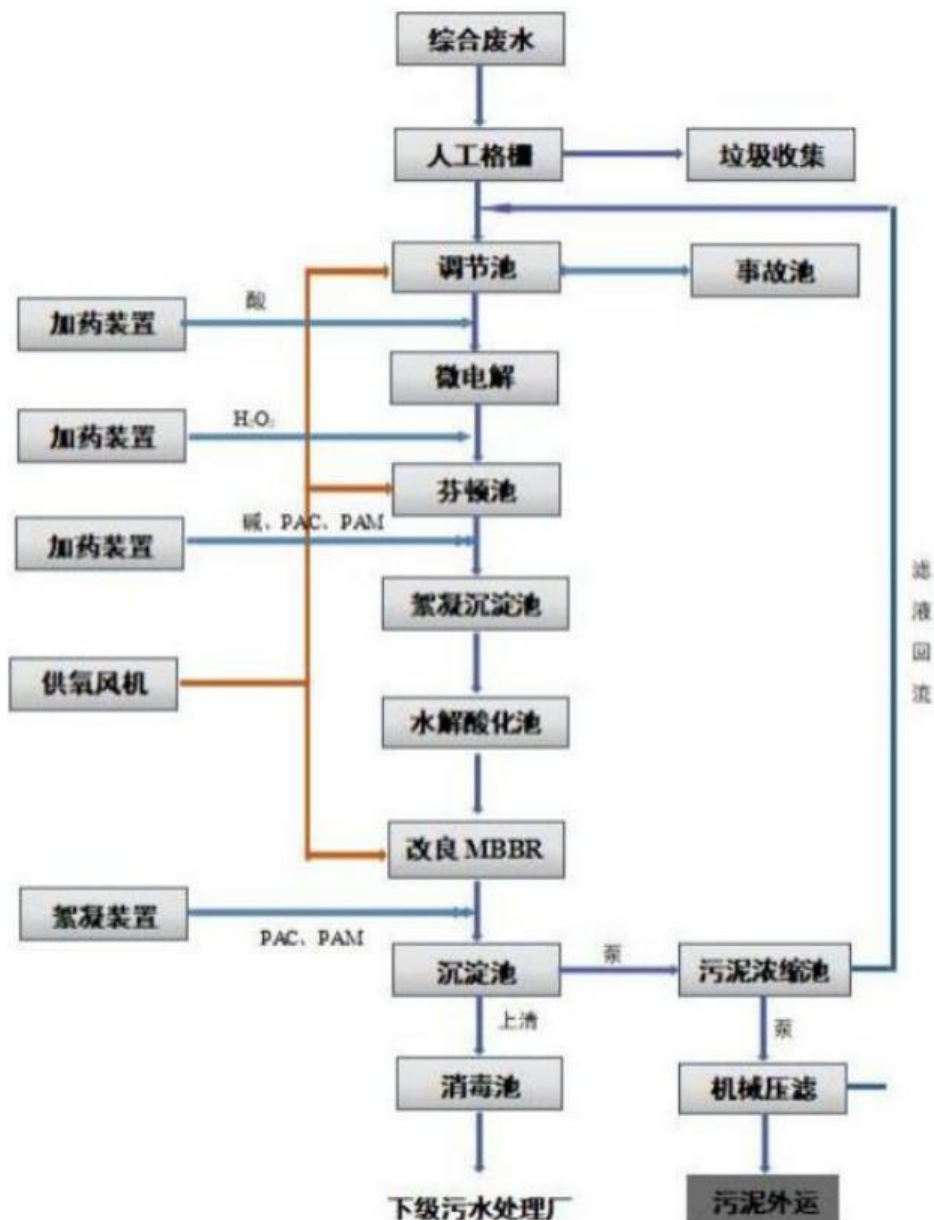 综合废水
人工格栅
垃圾收集
调节池
事故池
酸
加药装置
微电解
H₂O₂
加药装置
芬顿池
碱、PAC、PAM
加药装置
絮凝沉淀池
滤液回流
供氧风机
水解酸化池
改良MBBR
絮凝装置
PAC、PAM
沉淀池
泵
污泥浓缩池
上清
泵
消毒池
机械压滤
下级污水处理厂
污泥外运